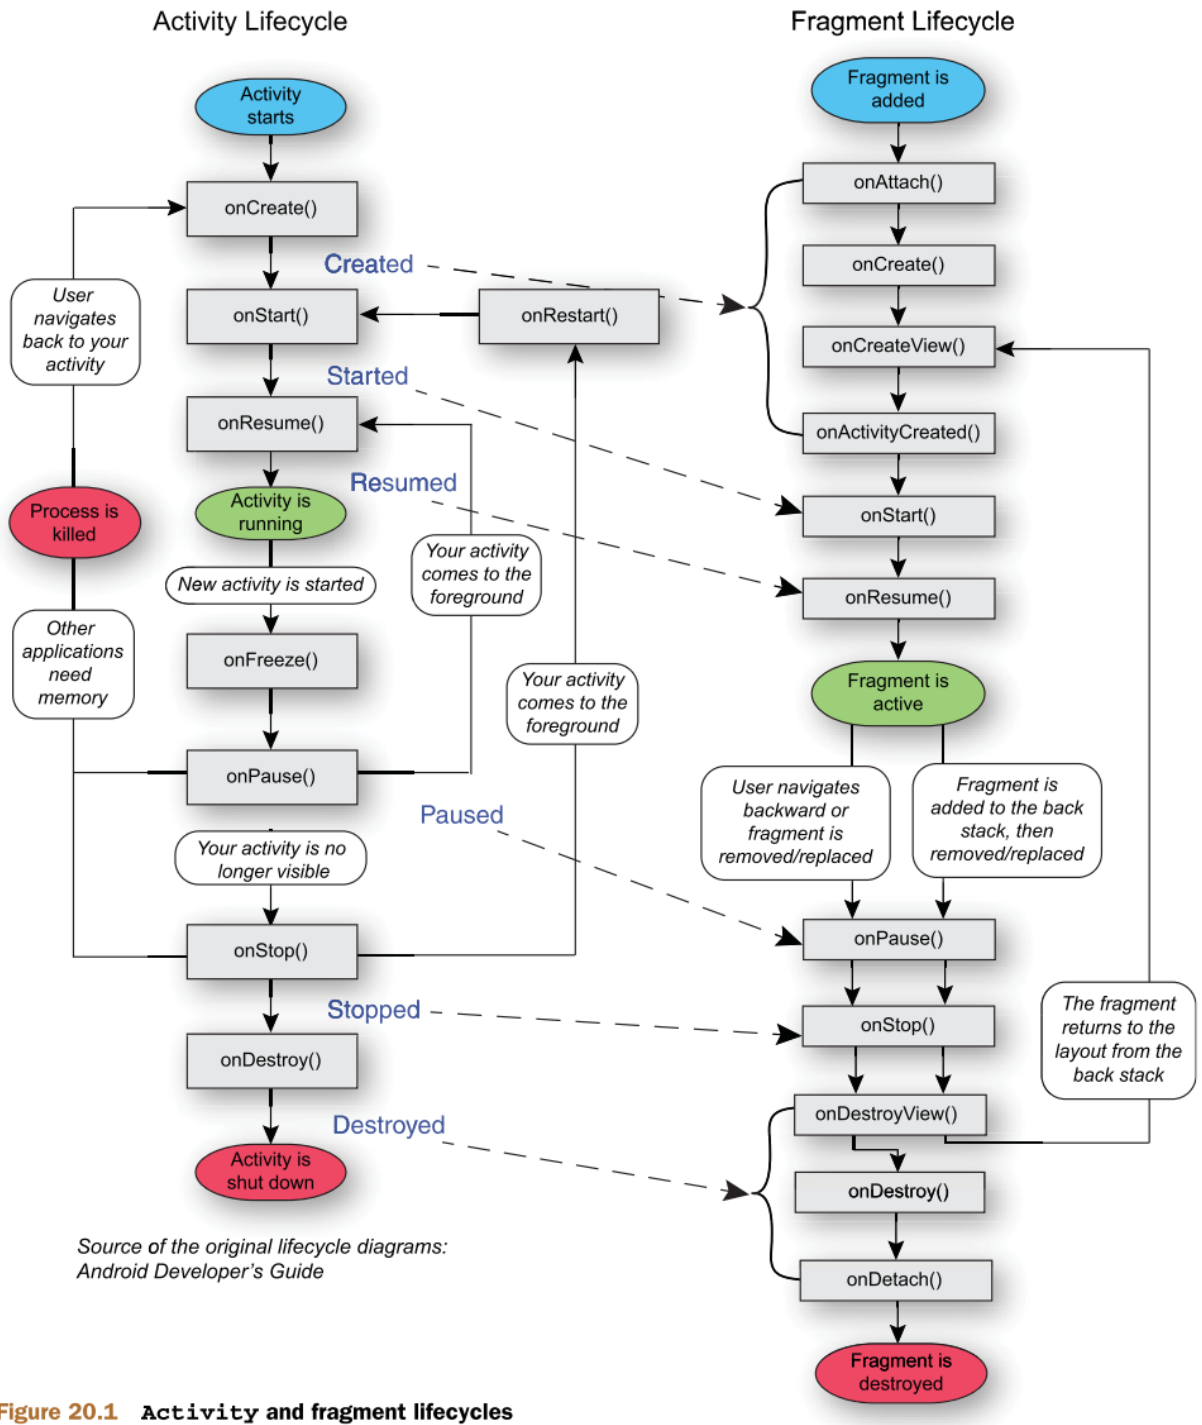 Activity Lifecycle
Activity
starts
onCreate()
User
navigates
back to your
activity
onStart()
onRestart()
onResume()
Process is
killed
Activity is
running
New activity is started
Your activity
comes to the
foreground
Other
applications
need
memory
onFreeze()
Your activity
comes to the
foreground
onPause()
Your activity is no
longer visible
onStop()
onDestroy()
Activity is
shut down
Created
Started
Resumed
Paused
Stopped
Destroyed
Fragment Lifecycle
Fragment is
added
onAttach()
onCreate()
onCreateView()
onActivityCreated()
onStart()
onResume()
Fragment is
active
User navigates
backward or
fragment is
removed/replaced
Fragment is
added to the back
stack, then
removed/replaced
onPause()
onStop()
The fragment
returns to the
layout from the
back stack
onDestroyView()
onDestroy()
onDetach()
Fragment is
destroyed
Source of the original lifecycle diagrams:
Android Developer's Guide
Figure 20.1 Activity and fragment lifecycles